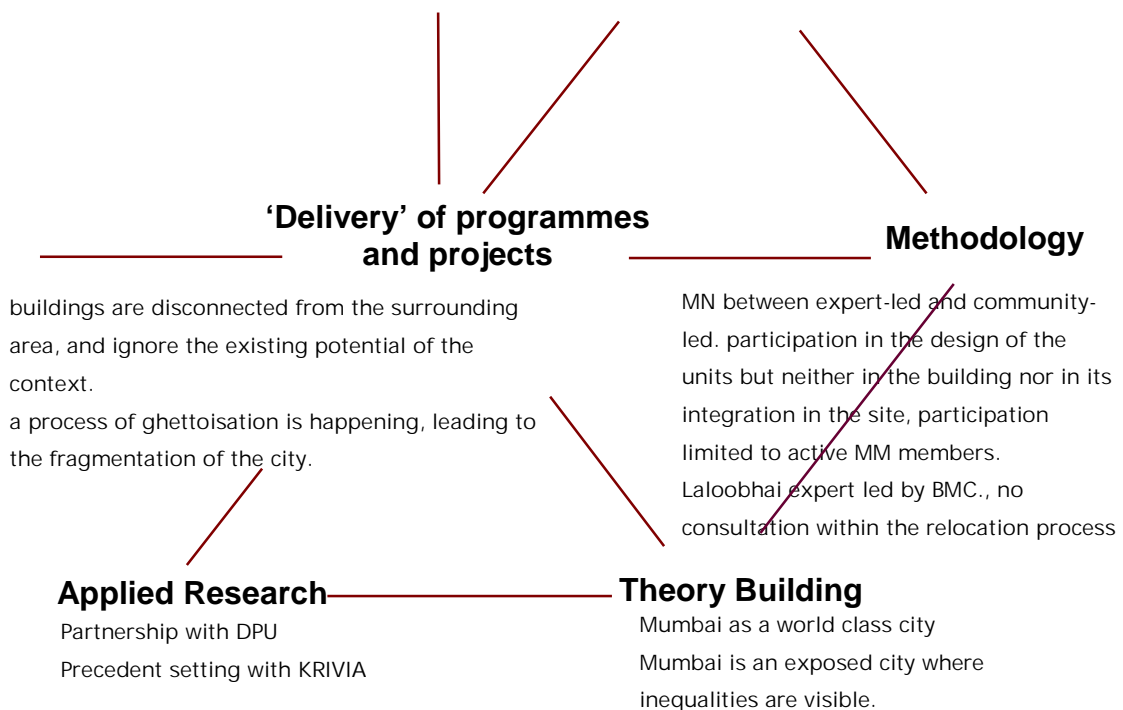 ‘Delivery’ of programmes
and projects
buildings are disconnected from the surrounding
area, and ignore the existing potential of the
context.
a process of ghettoisation is happening, leading to
the fragmentation of the city.
Methodology
MN between expert-led and community-
led. participation in the design of the
units but neither in the building nor in its
integration in the site, participation
limited to active MM members.
Laloobhai expert led by BMC., no
consultation within the relocation process
Applied Research
Partnership with DPU
Precedent setting with KRIVIA
Theory Building
Mumbai as a world class city
Mumbai is an exposed city where
inequalities are visible.